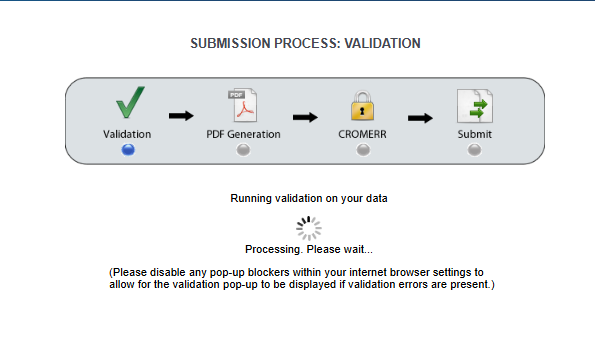 SUBMISSION PROCESS: VALIDATION
PDF
Validation PDF Generation CROMERR Submit
Running validation on your data
Processing. Please wait...
(Please disable any pop-up blockers within your internet browser settings to
allow for the validation pop-up to be displayed if validation errors are present.)